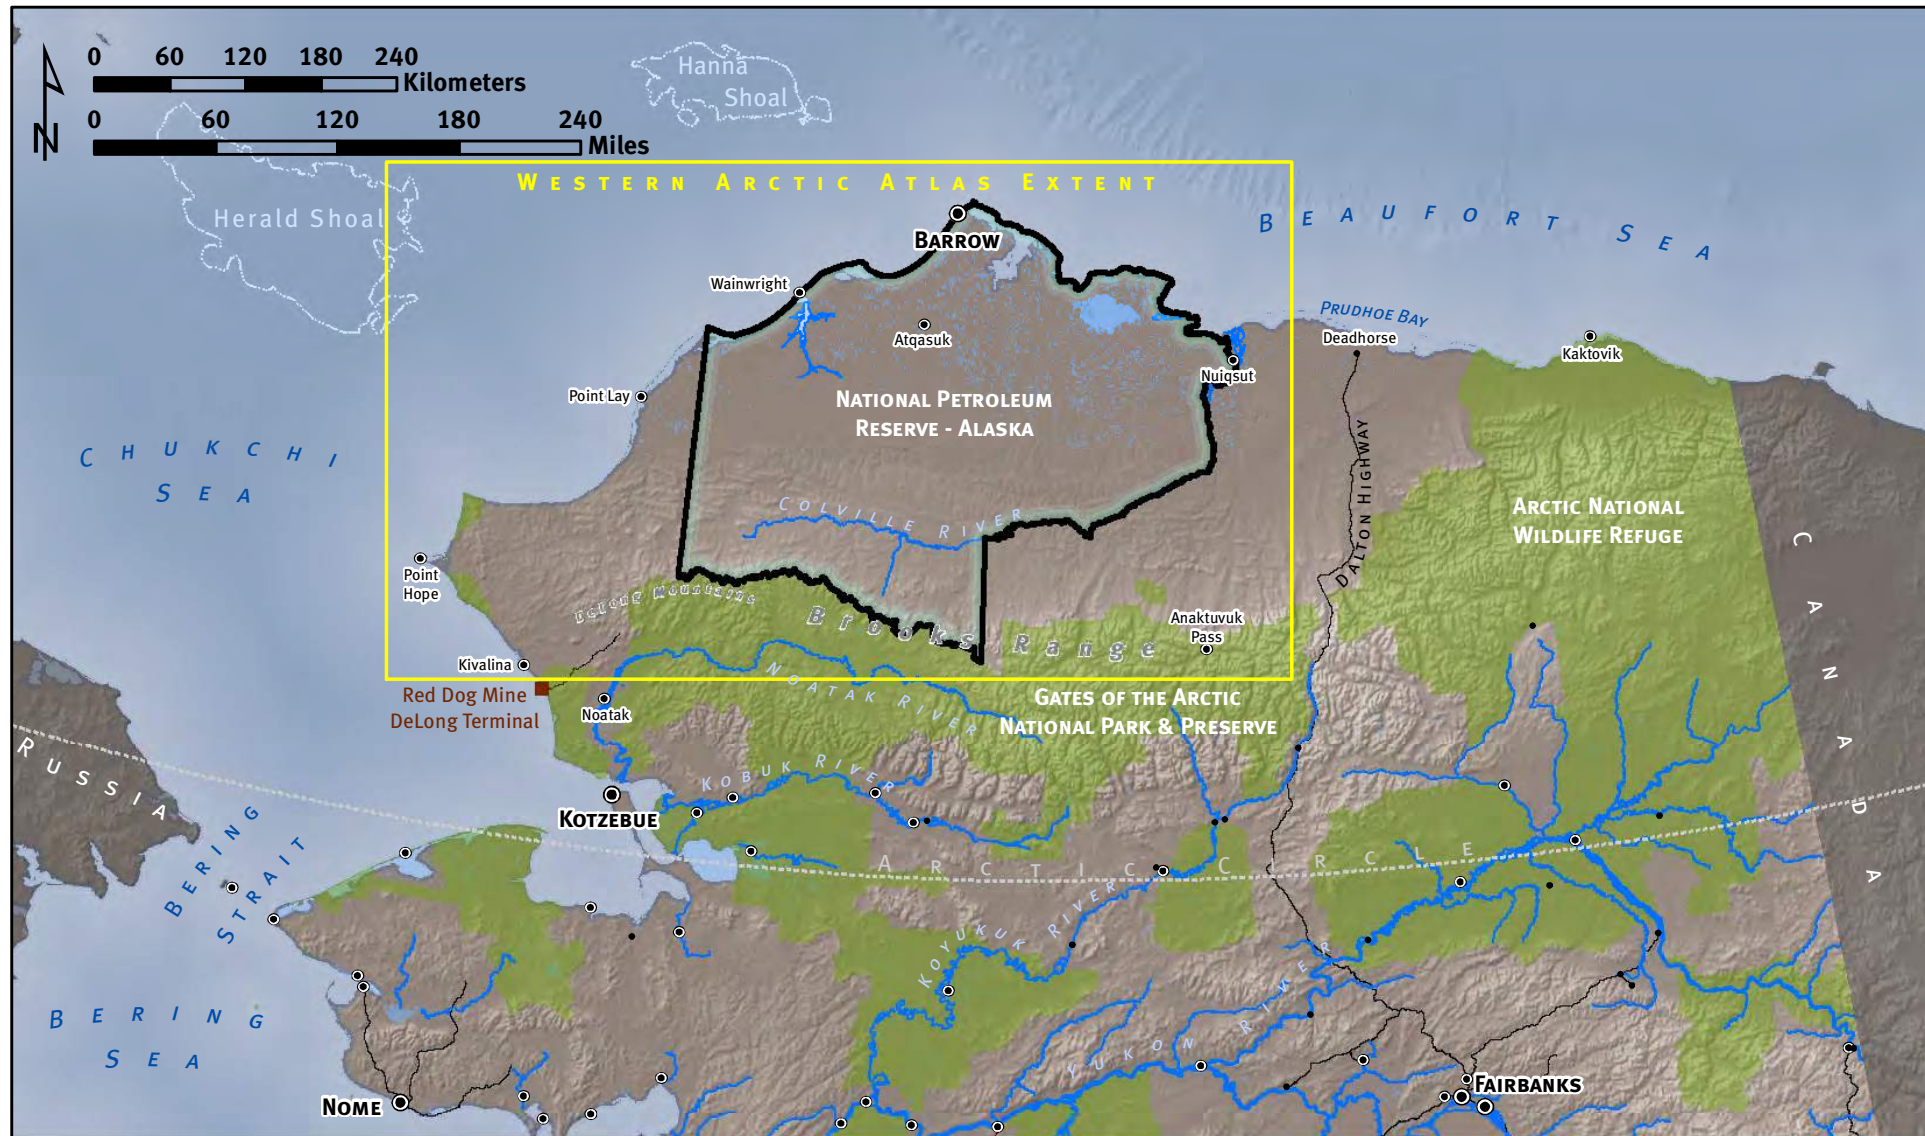 0 60 120 180 240
Kilometers
0 60 120 180 240
Miles
N
Hanna
Shoal
Herald Shoal
WESTERN ARCTIC ATLAS EXTENT
BEAUFORT SEA
BARROW
Wainwright
Atqasuk
PRUDHOE BAY
Deadhorse
Kaktovik
Nuiqsut
Point Lay
NATIONAL PETROLEUM
RESERVE - ALASKA
CHUKCHI
SEA
COLVILLE RIVER
DALTON HIGHWAY
ARCTIC NATIONAL
WILDLIFE REFUGE
CANADA
Point
Hope
DeLong Mountains
Brooks Range
Anaktuvuk
Pass
Kivalina
Red Dog Mine
DeLong Terminal
Noatak
NOATAK RIVER
GATES OF THE ARCTIC
NATIONAL PARK & PRESERVE
RUSSIA
KOBUK RIVER
KOTZEBUE
BERING
STRAIT
ARCTIC CIRCLE
KOYUKUK RIVER
YUKON RIVER
BERING
SEA
NOME
FAIRBANKS